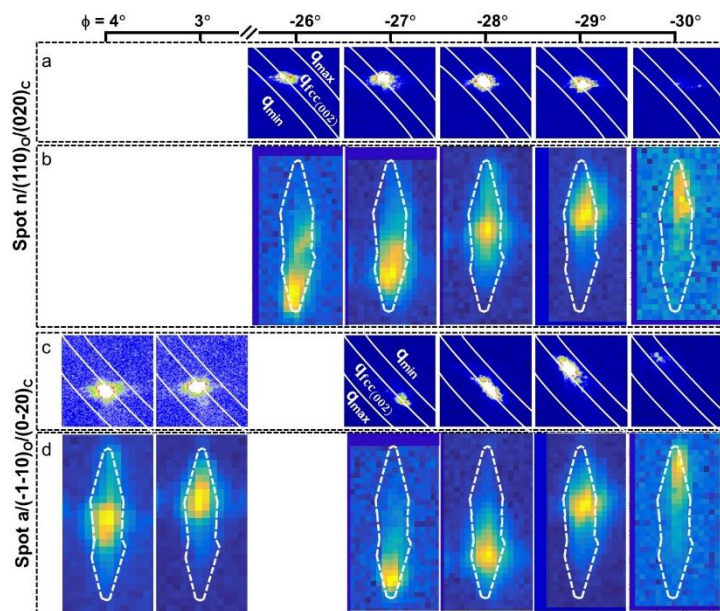 ϕ = 4° 3° -26° -27° -28° -29° -30°
Spot n/(110)O/(020)C
a
qmax
qfcc(002)
qmin
b
Spot a/(-1-10)O/(0-20)C
c
qmin
qfcc(002)
qmax
d